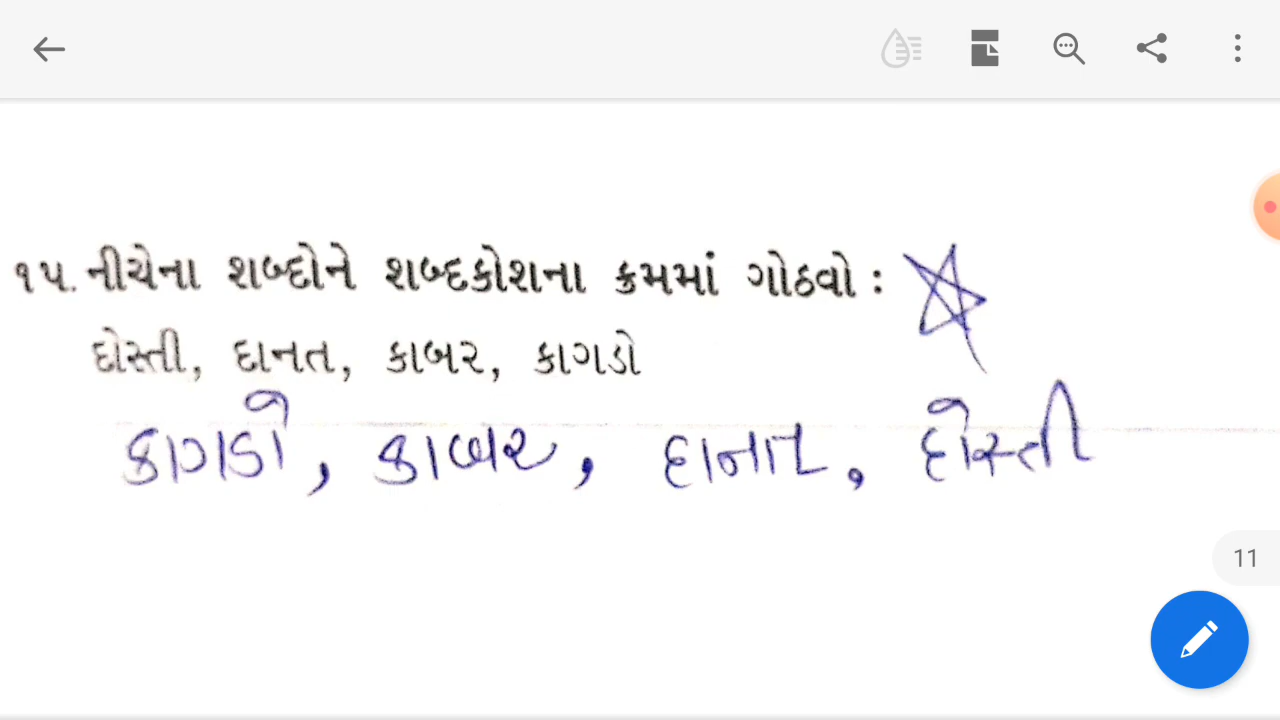 ૧૫. નીચેના શબ્દોને શબ્દકોશના ક્રમમાં ગોઠવો :
દોસ્તી, દાનત, કાબર, કાગડો
કાગડો, કાબર, દાનત, દોસ્તી
11